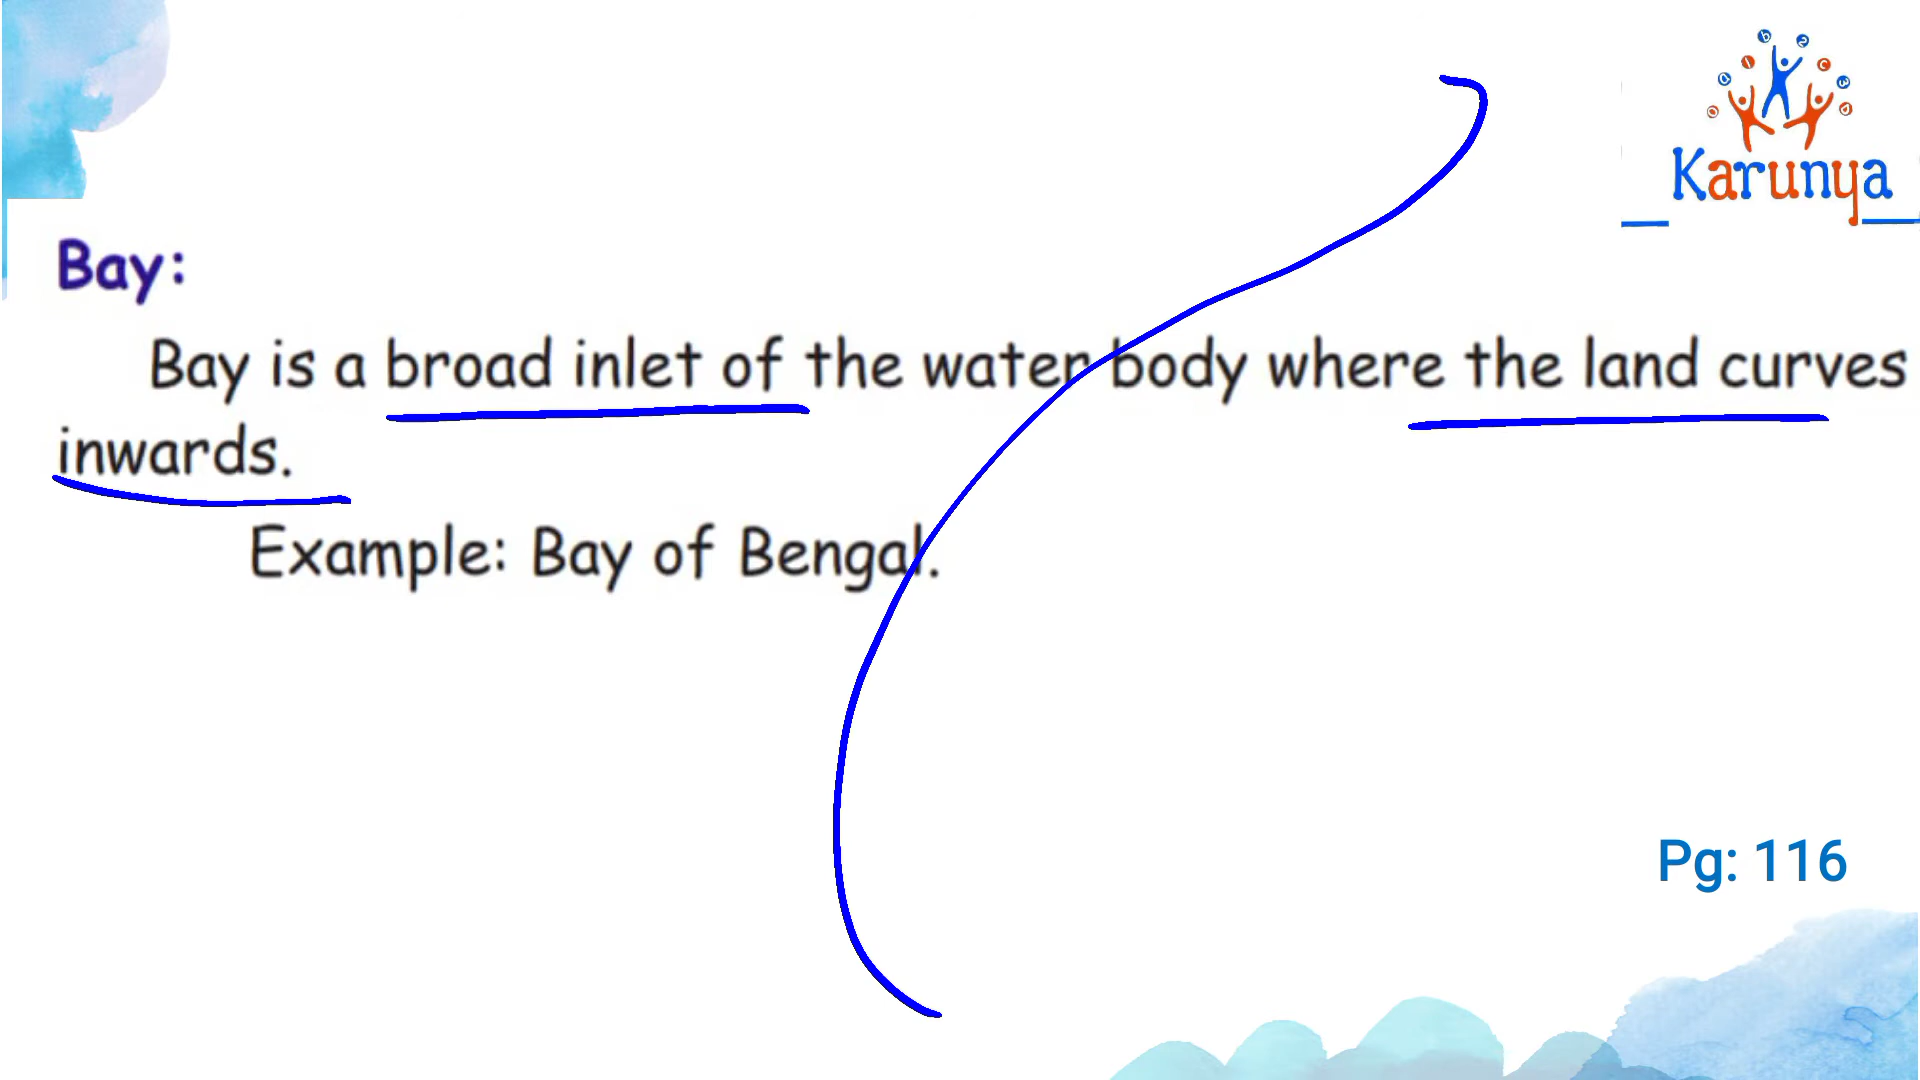 Karunya
Bay:
Bay is a broad inlet of the water body where the land curves
inwards.
Example: Bay of Bengal.
Pg: 116